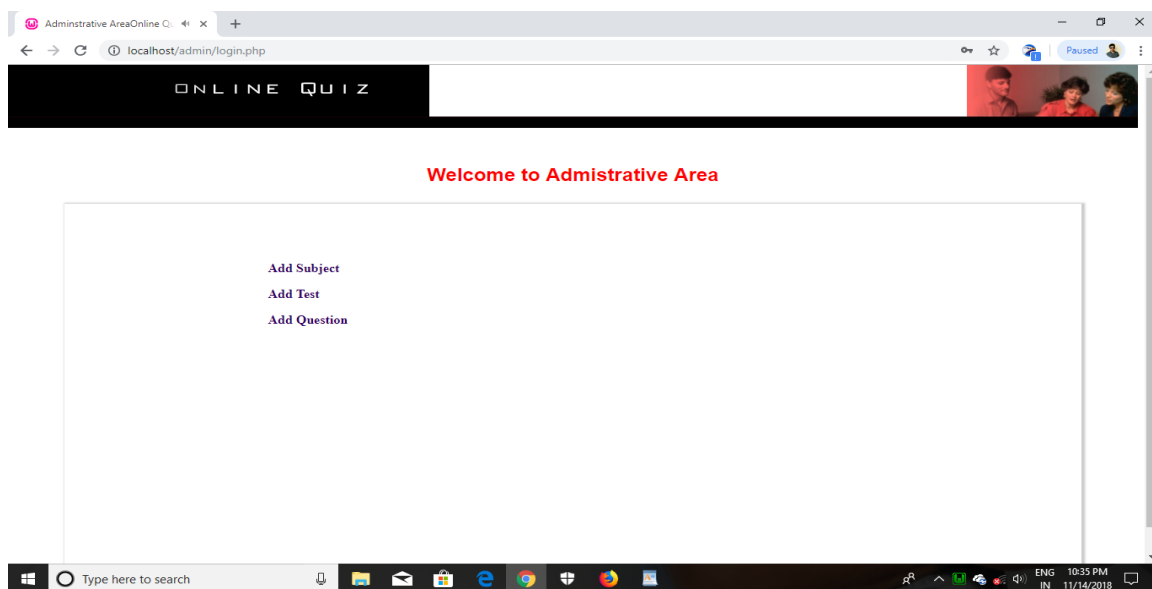 Adminstrative AreaOnline Q
localhost/admin/login.php
Paused
ONLINE QUIZ
Welcome to Admistrative Area
Add Subject
Add Test
Add Question
Type here to search
ENG
IN
10:35 PM
11/14/2018